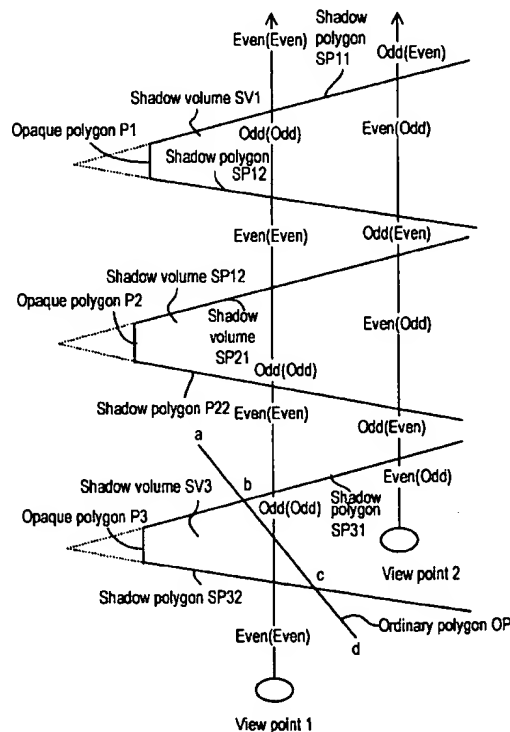 Even(Even)
Shadow
polygon
SP11
Odd(Even)
Shadow volume SV1
Opaque polygon P1
Odd(Odd)
Even(Odd)
Shadow polygon
SP12
Even(Even)
Odd(Even)
Shadow volume SP12
Opaque polygon P2
Shadow
volume
SP21
Even(Odd)
Odd(Odd)
Shadow polygon P22
Even(Even)
Odd(Even)
a
Shadow volume SV3
b
Even(Odd)
Odd(Odd)
Shadow
polygon
SP31
Opaque polygon P3
View point 2
c
Shadow polygon SP32
Ordinary polygon OP
Even(Even)
d
View point 1